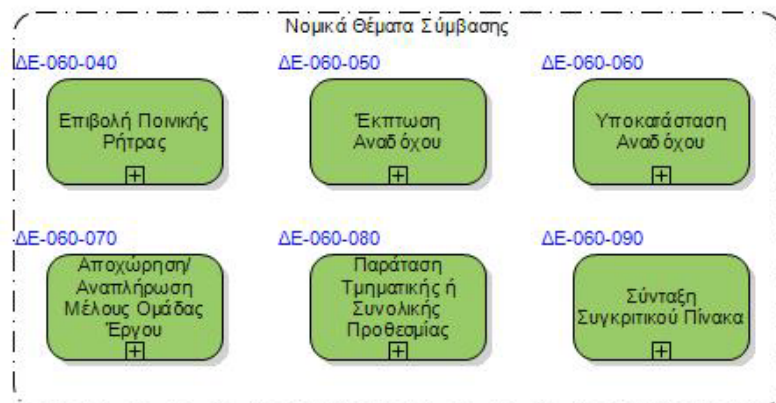 Νομικά Θέματα Σύμβασης
ΔΕ-060-040
ΔΕ-060-050
ΔΕ-060-060
Επιβολή Ποινικής
Ρήτρας
Έκπτωση
Αναδόχου
Υποκατάσταση
Αναδόχου
ΔΕ-060-070
ΔΕ-060-080
ΔΕ-060-090
Αποχώρηση/
Αναπλήρωση
Μέλους Ομάδας
Έργου
Παράταση
Τμηματικής ή
Συνολικής
Προθεσμίας
Σύνταξη
Συγκριτικού Πίνακα